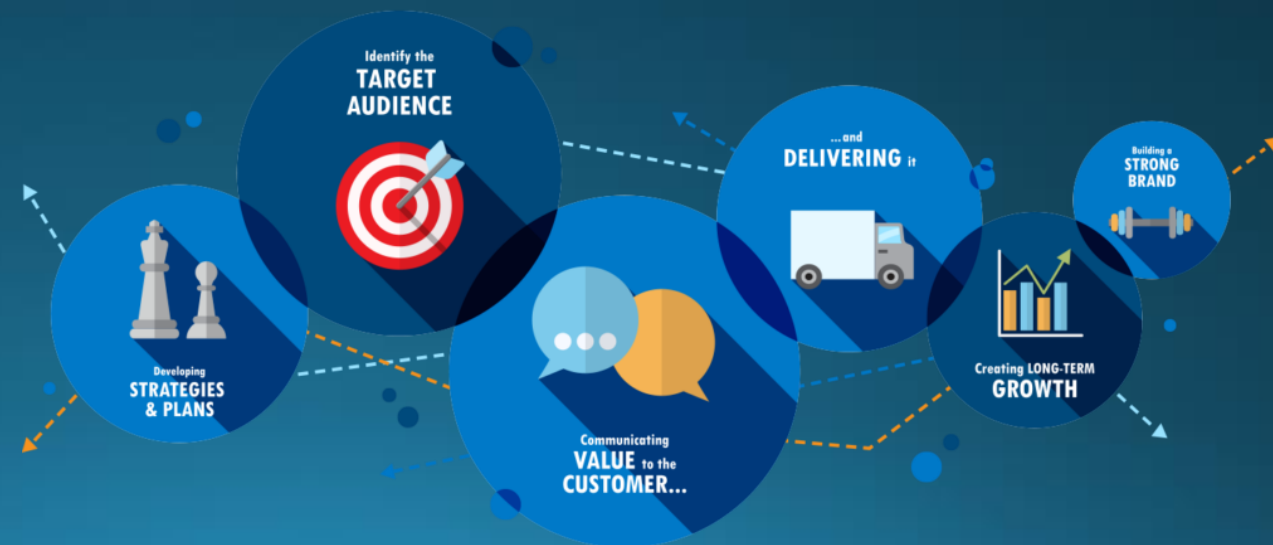 Developing
STRATEGIES
& PLANS
Identify the
TARGET
AUDIENCE
Communicating
VALUE to the
CUSTOMER...
...and
DELIVERING it
Creating LONG-TERM
GROWTH
Building a
STRONG
BRAND